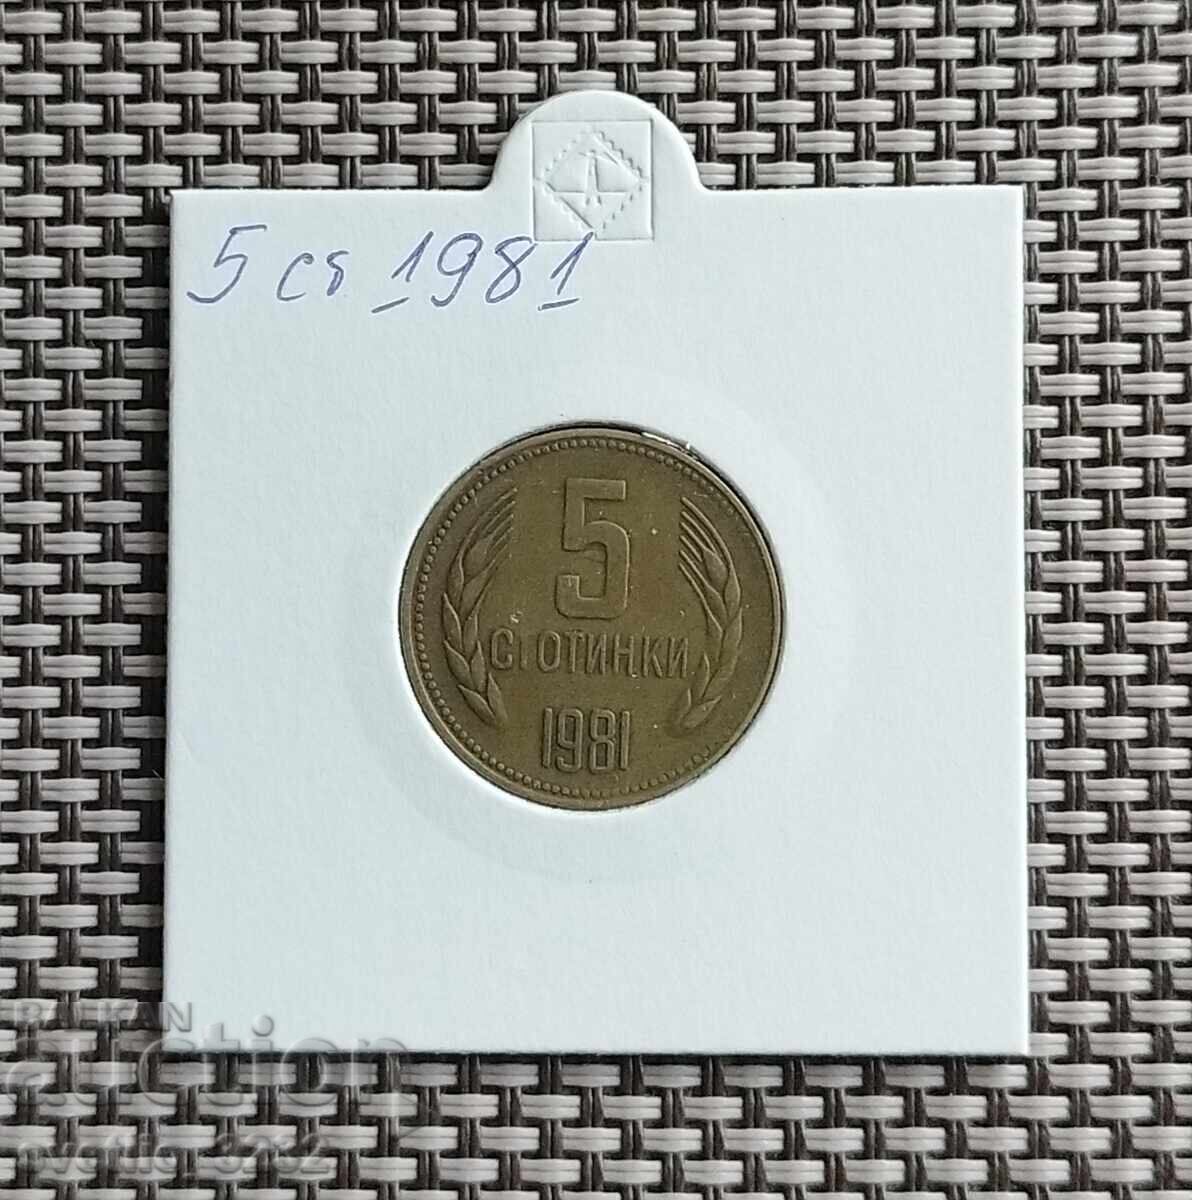 5 ст 1981
5
СТОТИНКИ
1981
BALKAN
auction